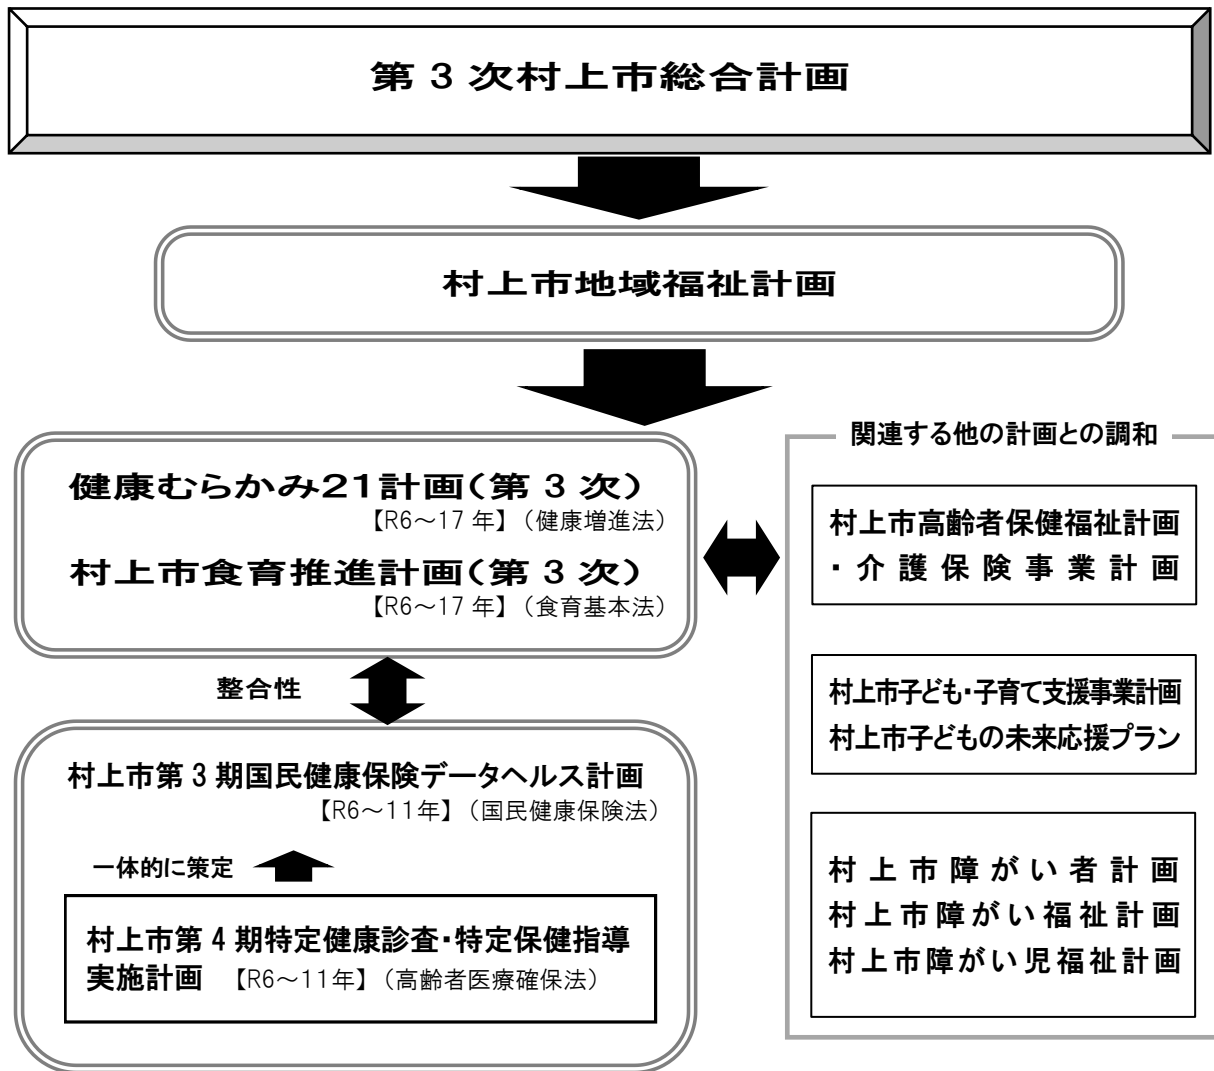 第３次村上市総合計画
村上市地域福祉計画
健康むらかみ21計画（第３次）
【R6～17年】（健康増進法）
村上市食育推進計画（第３次）
【R6～17年】（食育基本法）
整合性
村上市第３期国民健康保険データヘルス計画
【R6～11年】（国民健康保険法）
一体的に策定
村上市第４期特定健康診査・特定保健指導
実施計画　【R6～11年】（高齢者医療確保法）
関連する他の計画との調和
村上市高齢者保健福祉計画
・介護保険事業計画
村上市子ども・子育て支援事業計画
村上市子どもの未来応援プラン
村上市障がい者計画
村上市障がい福祉計画
村上市障がい児福祉計画